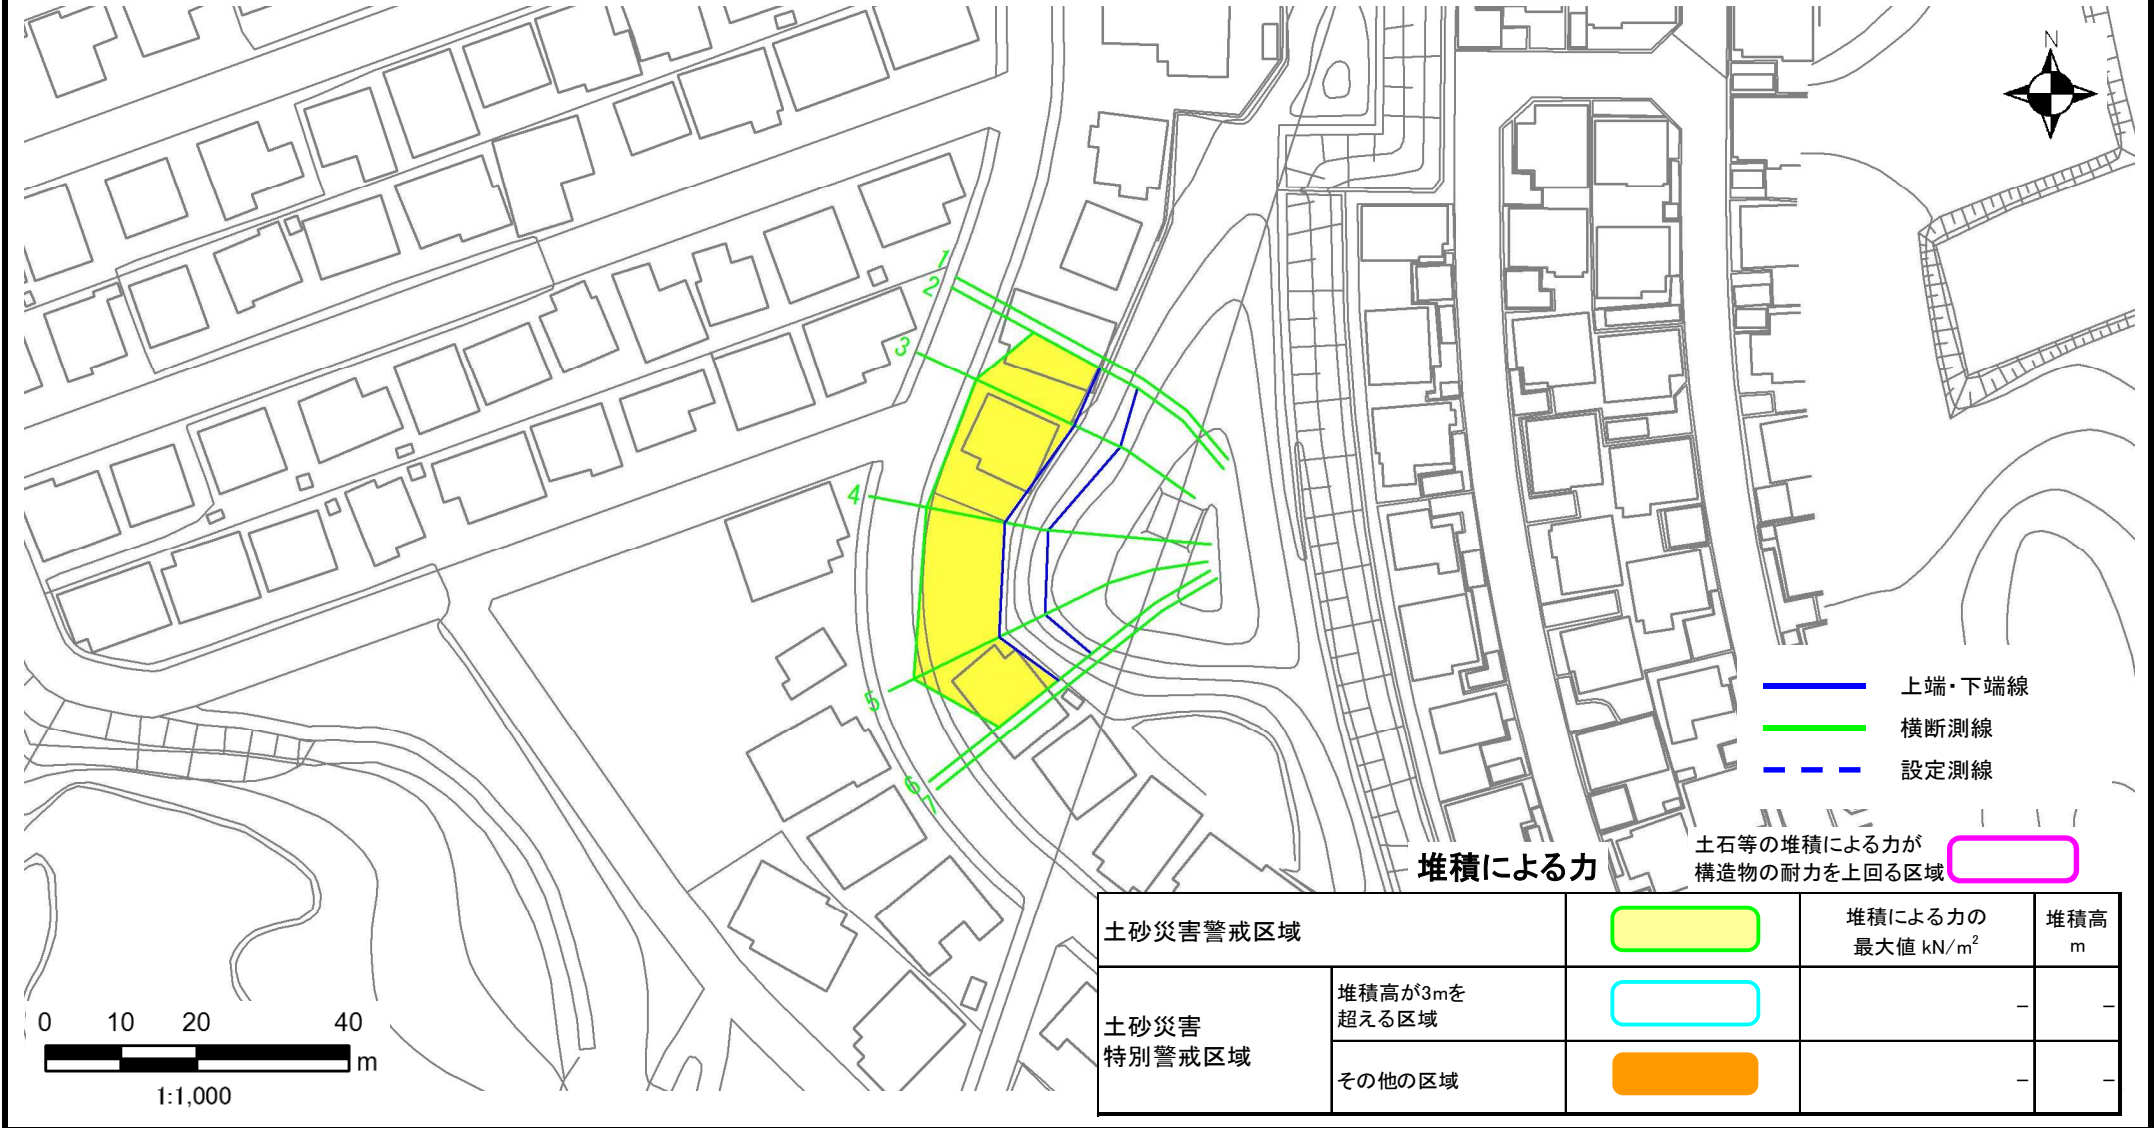 N
1
2
3
4
5
6
7
上端・下端線
横断測線
設定測線
堆積による力
土石等の堆積による力が
構造物の耐力を上回る区域
土砂災害警戒区域
堆積による力の
最大値 kN/m²
堆積高
m
土砂災害
特別警戒区域
堆積高が3mを
超える区域
－ －
その他の区域
－ －
0 10 20 40
m
1:1,000